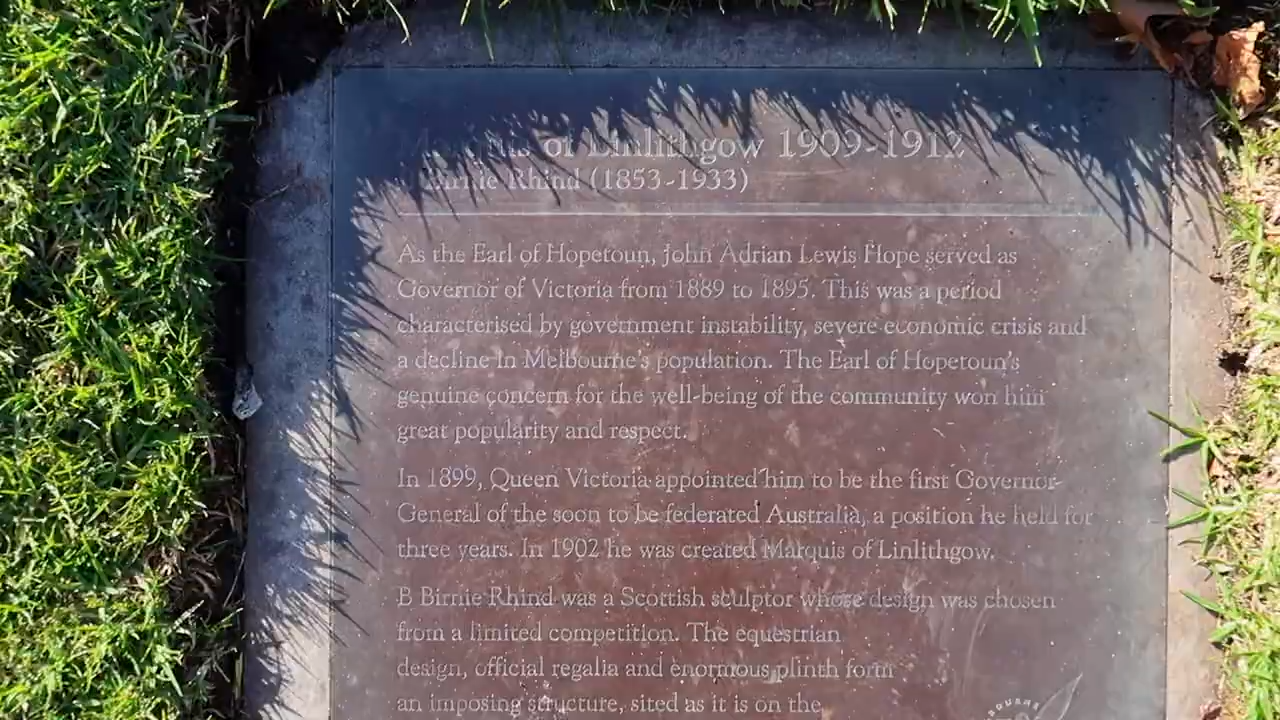 of Linlithgow 1909-1912
Birnie Rhind (1853-1933)
As the Earl of Hopetoun, John Adrian Lewis Hope served as
Governor of Victoria from 1889 to 1895. This was a period
characterised by government instability, severe economic crisis and
a decline in Melbourne's population. The Earl of Hopetoun's
genuine concern for the well-being of the community won him
great popularity and respect.
In 1899, Queen Victoria appointed him to be the first Governor-
General of the soon to be federated Australia, a position he held for
three years. In 1902 he was created Marquis of Linlithgow.
B Birnie Rhind was a Scottish sculptor whose design was chosen
from a limited competition. The equestrian
design, official regalia and enormous plinth form
an imposing structure, sited as it is on the